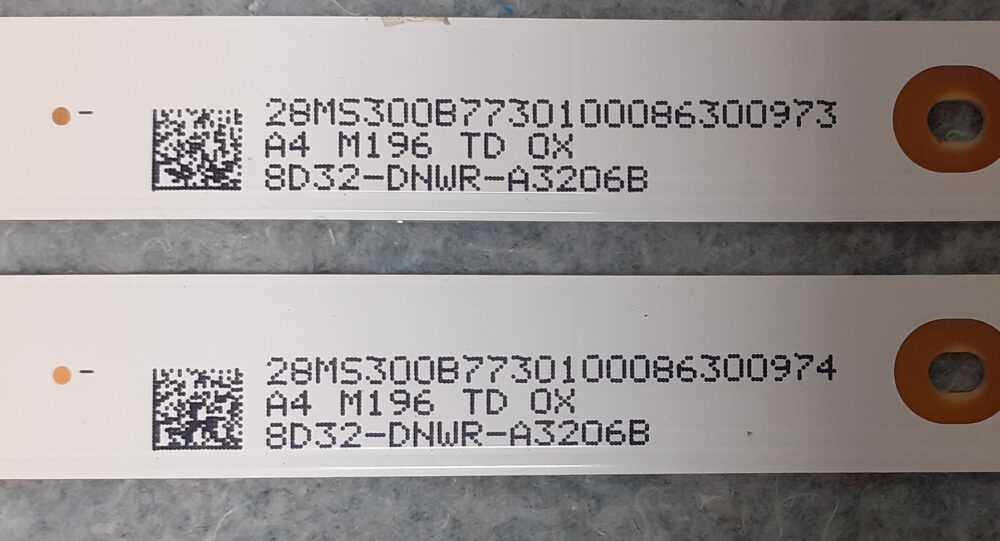 28MS300B7730100086300973
A4 M196 TD OX
8D32-DNWR-A3206B
28MS300B7730100086300974
A4 M196 TD OX
8D32-DNWR-A3206B